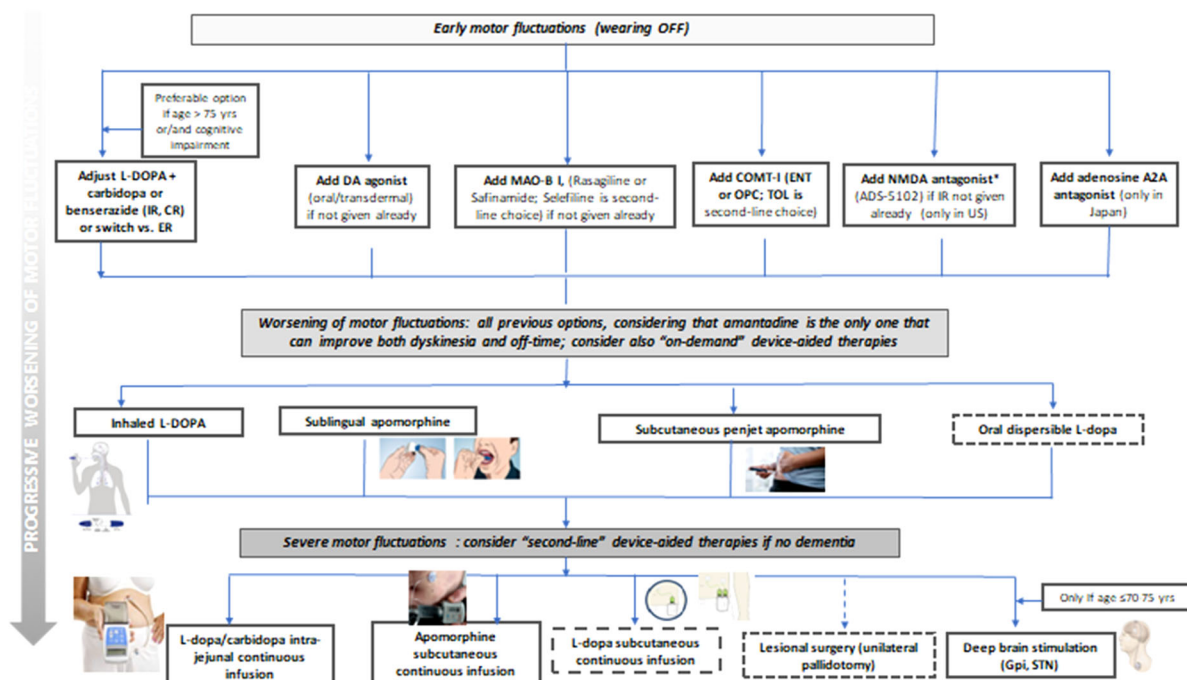 Early motor fluctuations (wearing OFF)
Preferable option
if age > 75 yrs
or/and cognitive
impairment
Adjust L-DOPA +
carbidopa or
benserazide (IR, CR)
or switch vs. ER
Add DA agonist
(oral/transdermal)
if not given already
Add MAO-B I, (Rasagiline or
Safinamide; Selefiline is second-
line choice) if not given already
Add COMT-I (ENT
or OPC; TOL is
second-line choice)
Add NMDA antagonist*
(ADS-5102) if IR not given
already (only in US)
Add adenosine A2A
antagonist (only in
Japan)
Worsening of motor fluctuations: all previous options, considering that amantadine is the only one that
can improve both dyskinesia and off-time; consider also “on-demand” device-aided therapies
Inhaled L-DOPA
Sublingual apomorphine
Subcutaneous penjet apomorphine
Oral dispersible L-dopa
Severe motor fluctuations : consider “second-line” device-aided therapies if no dementia
Only if age ≤70 75 yrs
L-dopa/carbidopa intra-
jejunal continuous
infusion
Apomorphine
subcutaneous
continuous infusion
L-dopa subcutaneous
continuous infusion
Lesional surgery (unilateral
pallidotomy)
Deep brain stimulation
(Gpi, STN)
PROGRESSIVE WORSENING OF MOTOR FLUCTUATIONS